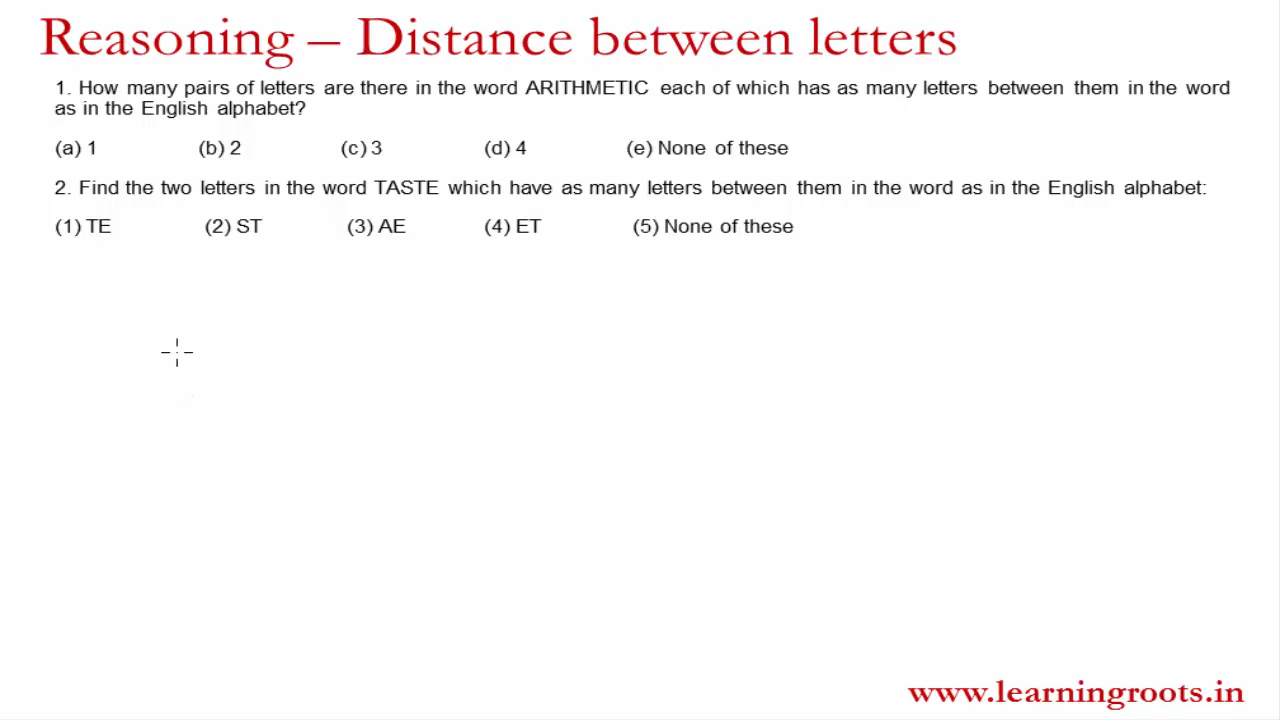 Reasoning – Distance between letters
1. How many pairs of letters are there in the word ARITHMETIC each of which has as many letters between them in the word
as in the English alphabet?
(a) 1 (b) 2 (c) 3 (d) 4 (e) None of these
2. Find the two letters in the word TASTE which have as many letters between them in the word as in the English alphabet:
(1) TE (2) ST (3) AE (4) ET (5) None of these
www.learningroots.in